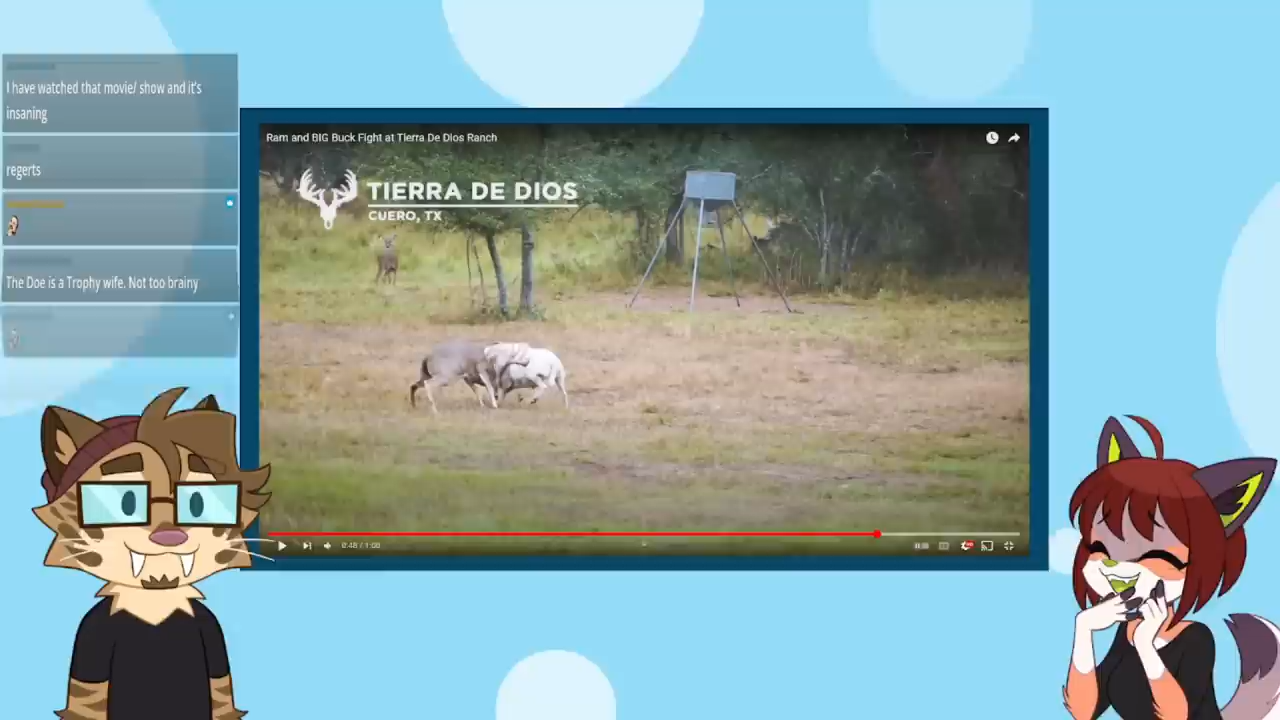 I have watched that movie/ show and it's
insaning
regerts
The Doe is a Trophy wife. Not too brainy
Ram and BIG Buck Fight at Tierra De Dios Ranch
TIERRA DE DIOS
CUERO, TX